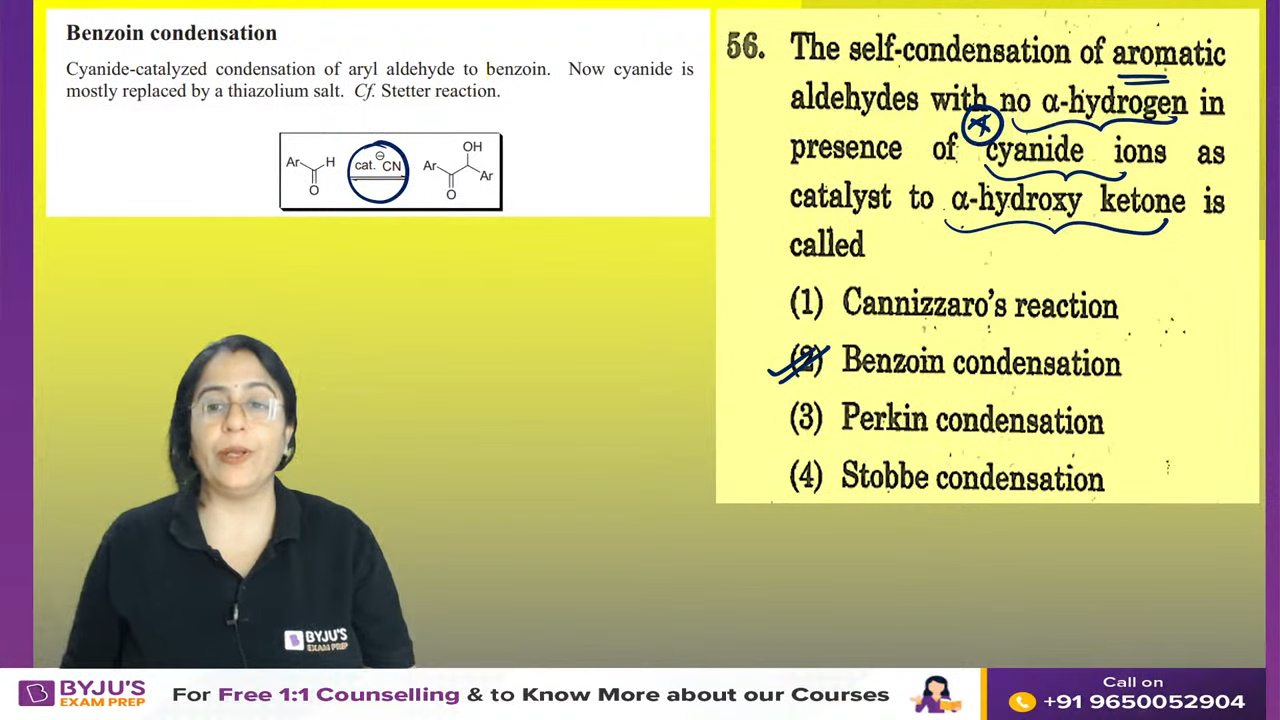 Benzoin condensation
Cyanide-catalyzed condensation of aryl aldehyde to benzoin. Now cyanide is
mostly replaced by a thiazolium salt. Cf. Stetter reaction.
Ar H O
cat. ⊖CN
Ar OH Ar O
56. The self-condensation of aromatic
aldehydes with no α-hydrogen in
presence of cyanide ions as
catalyst to α-hydroxy ketone is
called
(1) Cannizzaro's reaction
(2) Benzoin condensation
(3) Perkin condensation
(4) Stobbe condensation
BYJU'S
EXAM PREP
BYJU'S
EXAM PREP
For Free 1:1 Counselling & to Know More about our Courses
Call on
+91 9650052904